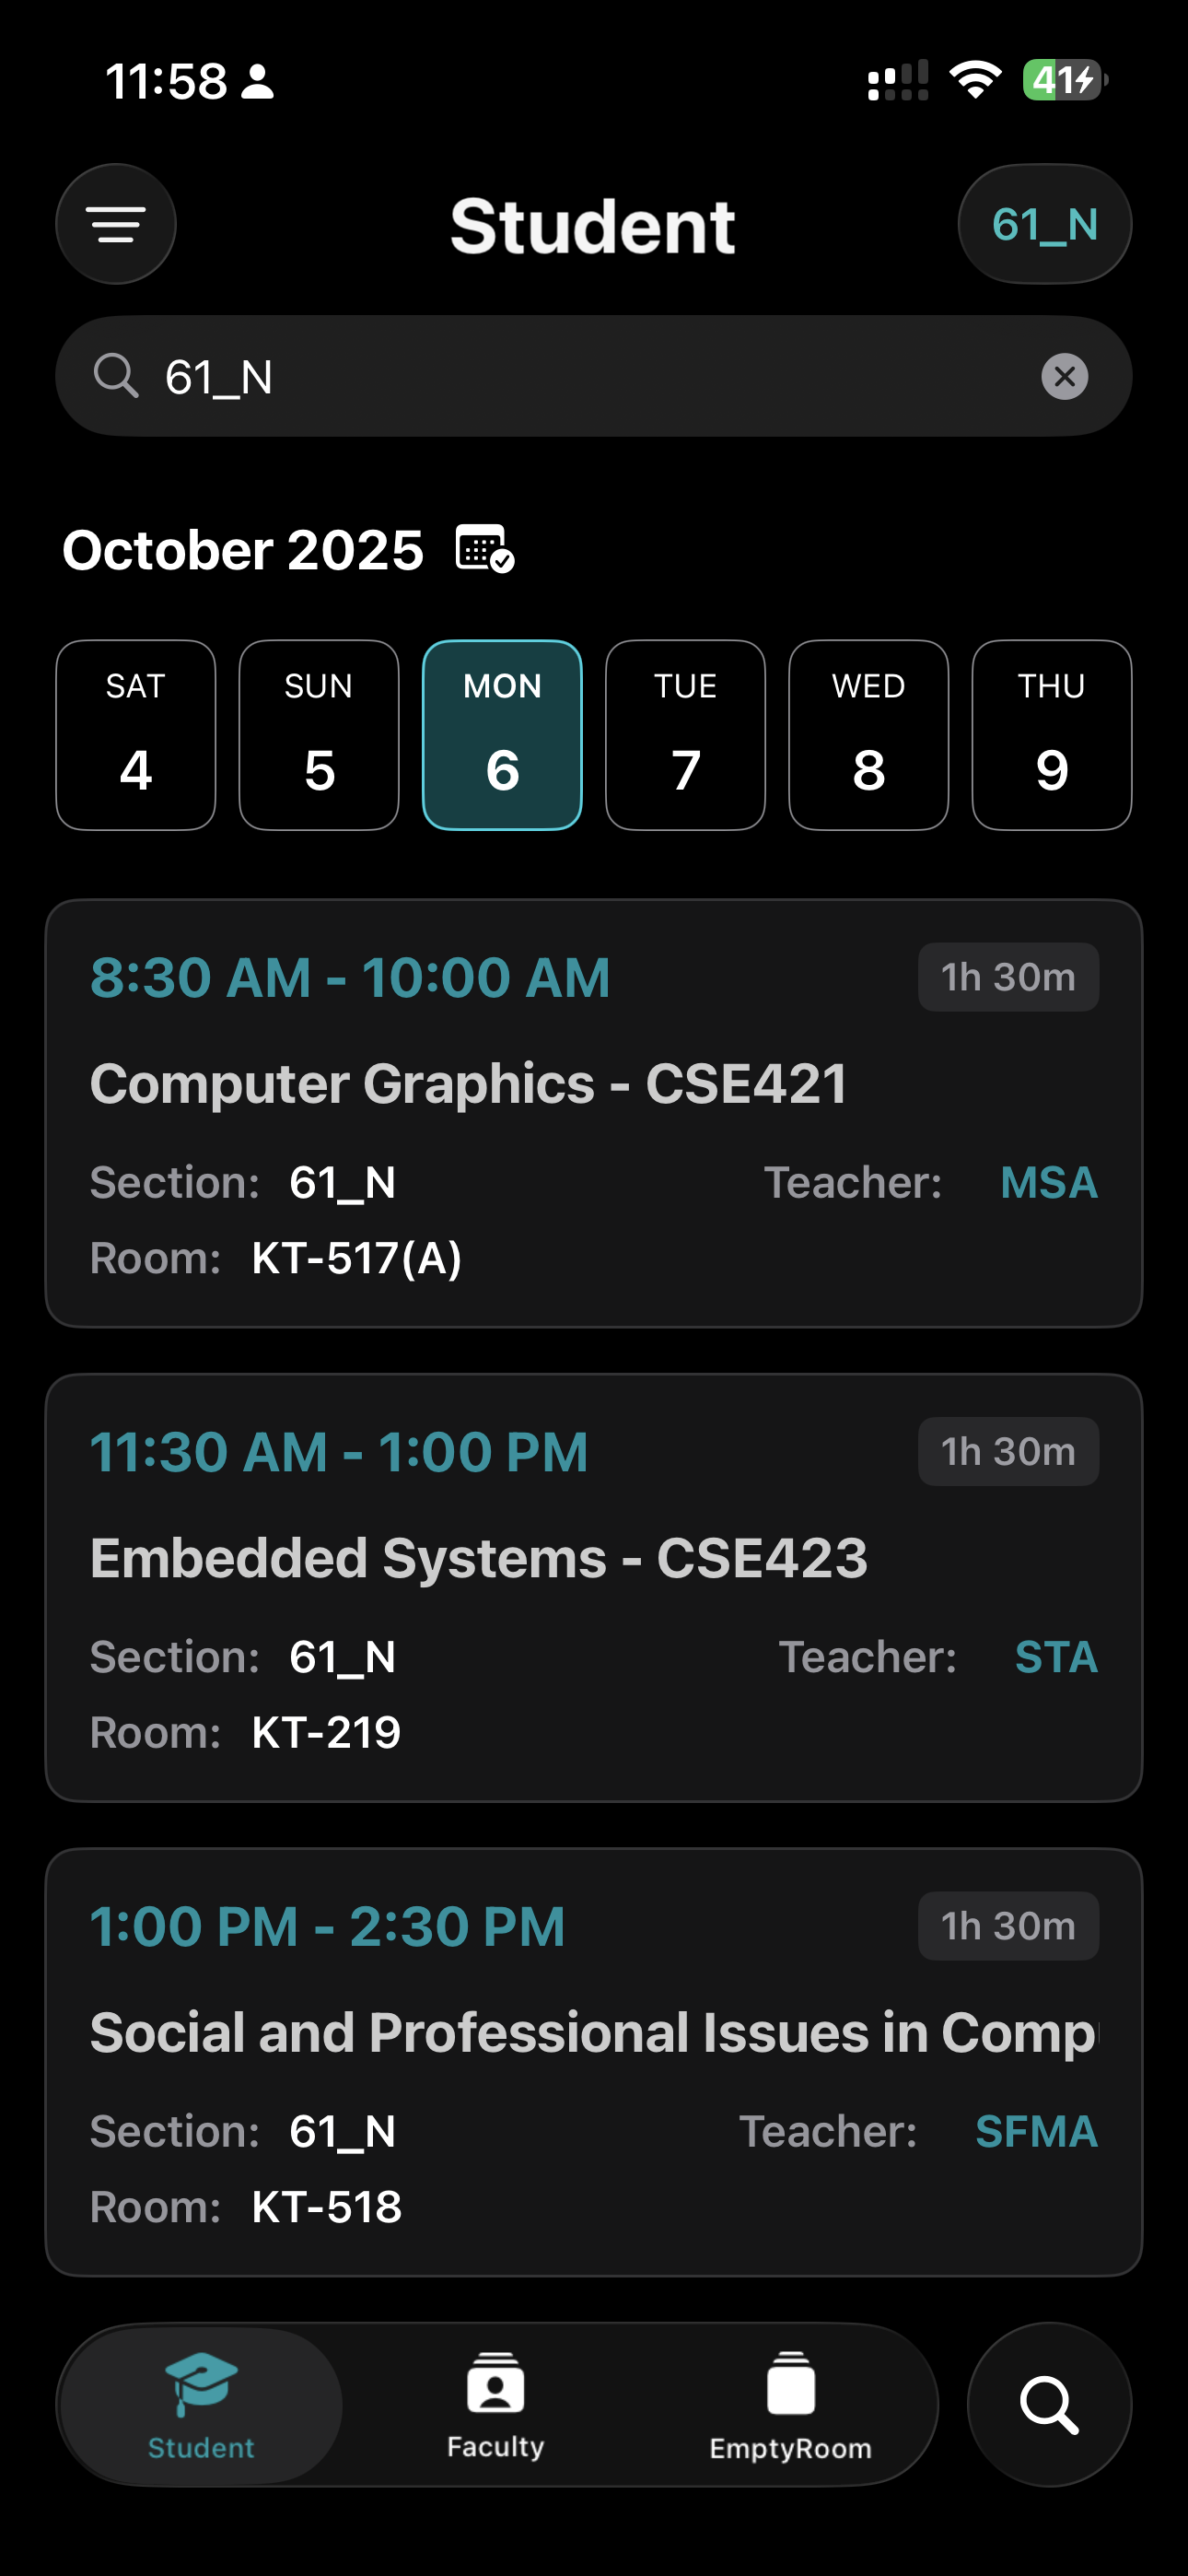 11:58
41
Student
61_N
61_N
October 2025
SAT SUN MON TUE WED THU
4 5 6 7 8 9
8:30 AM - 10:00 AM 1h 30m
Computer Graphics - CSE421
Section: 61_N Teacher: MSA
Room: KT-517(A)
11:30 AM - 1:00 PM 1h 30m
Embedded Systems - CSE423
Section: 61_N Teacher: STA
Room: KT-219
1:00 PM - 2:30 PM 1h 30m
Social and Professional Issues in Comp
Section: 61_N Teacher: SFMA
Room: KT-518
Student Faculty EmptyRoom